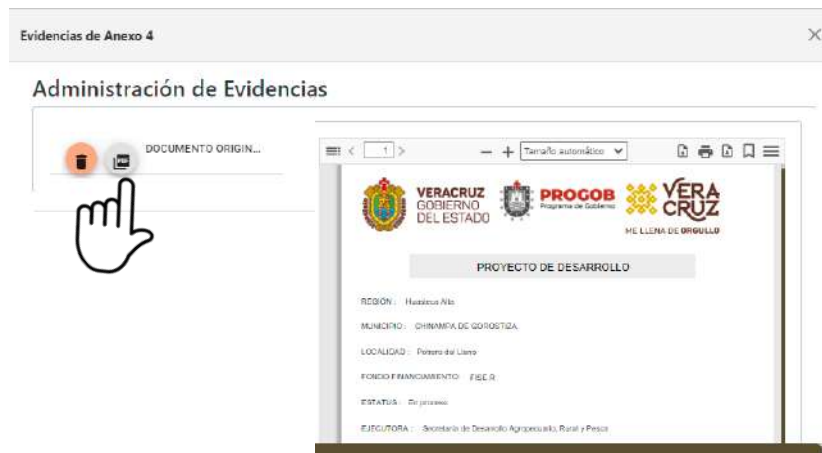 Evidencias de Anexo 4
Administración de Evidencias
DOCUMENTO ORIGIN...
1
Tamaño automático
VERACRUZ
GOBIERNO
DEL ESTADO
PROGOB
Programa de Gobierno
VERA
CRUZ
ME LLENA DE ORGULLO
PROYECTO DE DESARROLLO
REGIÓN : Huasteca Alta
MUNICIPIO : CHINAMPA DE GOROSTIZA,
LOCALIDAD : Potrero del Llano
FONDO FINANCIAMIENTO FISE R
ESTATUS : En proceso
EJECUTORA : Secretaría de Desarrollo Agropecuario, Rural y Pesca